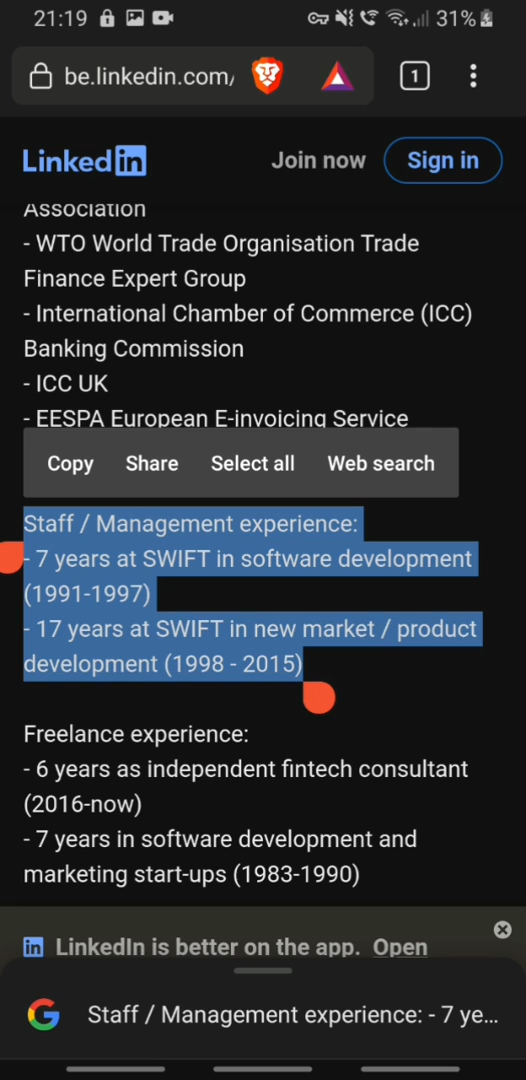 21:19 31%
be.linkedin.com/ 1
Linkedin Join now Sign in
Association
- WTO World Trade Organisation Trade
Finance Expert Group
- International Chamber of Commerce (ICC)
Banking Commission
- ICC UK
- EESPA European E-invoicing Service
Copy Share Select all Web search
Staff / Management experience:
- 7 years at SWIFT in software development
(1991-1997)
- 17 years at SWIFT in new market / product
development (1998 - 2015)
Freelance experience:
- 6 years as independent fintech consultant
(2016-now)
- 7 years in software development and
marketing start-ups (1983-1990)
in LinkedIn is better on the app. Open
G Staff / Management experience: - 7 ye...